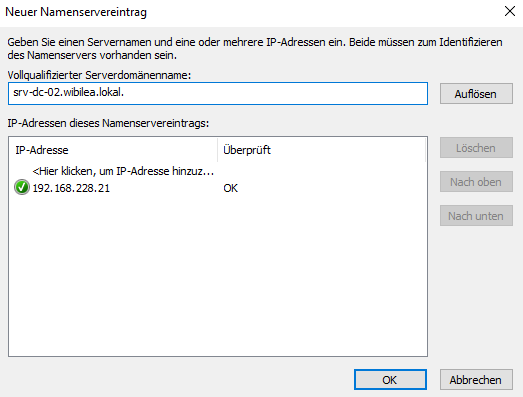 Neuer Namenservereintrag
Geben Sie einen Servernamen und eine oder mehrere IP-Adressen ein. Beide müssen zum Identifizieren
des Namenservers vorhanden sein.
Vollqualifizierter Serverdomänenname:
srv-dc-02.wibilea.lokal.
Auflösen
IP-Adressen dieses Namenservereintrags:
IP-Adresse Überprüft
Löschen
<Hier klicken, um IP-Adresse hinzuz...
192.168.228.21 OK
Nach oben
Nach unten
OK Abbrechen